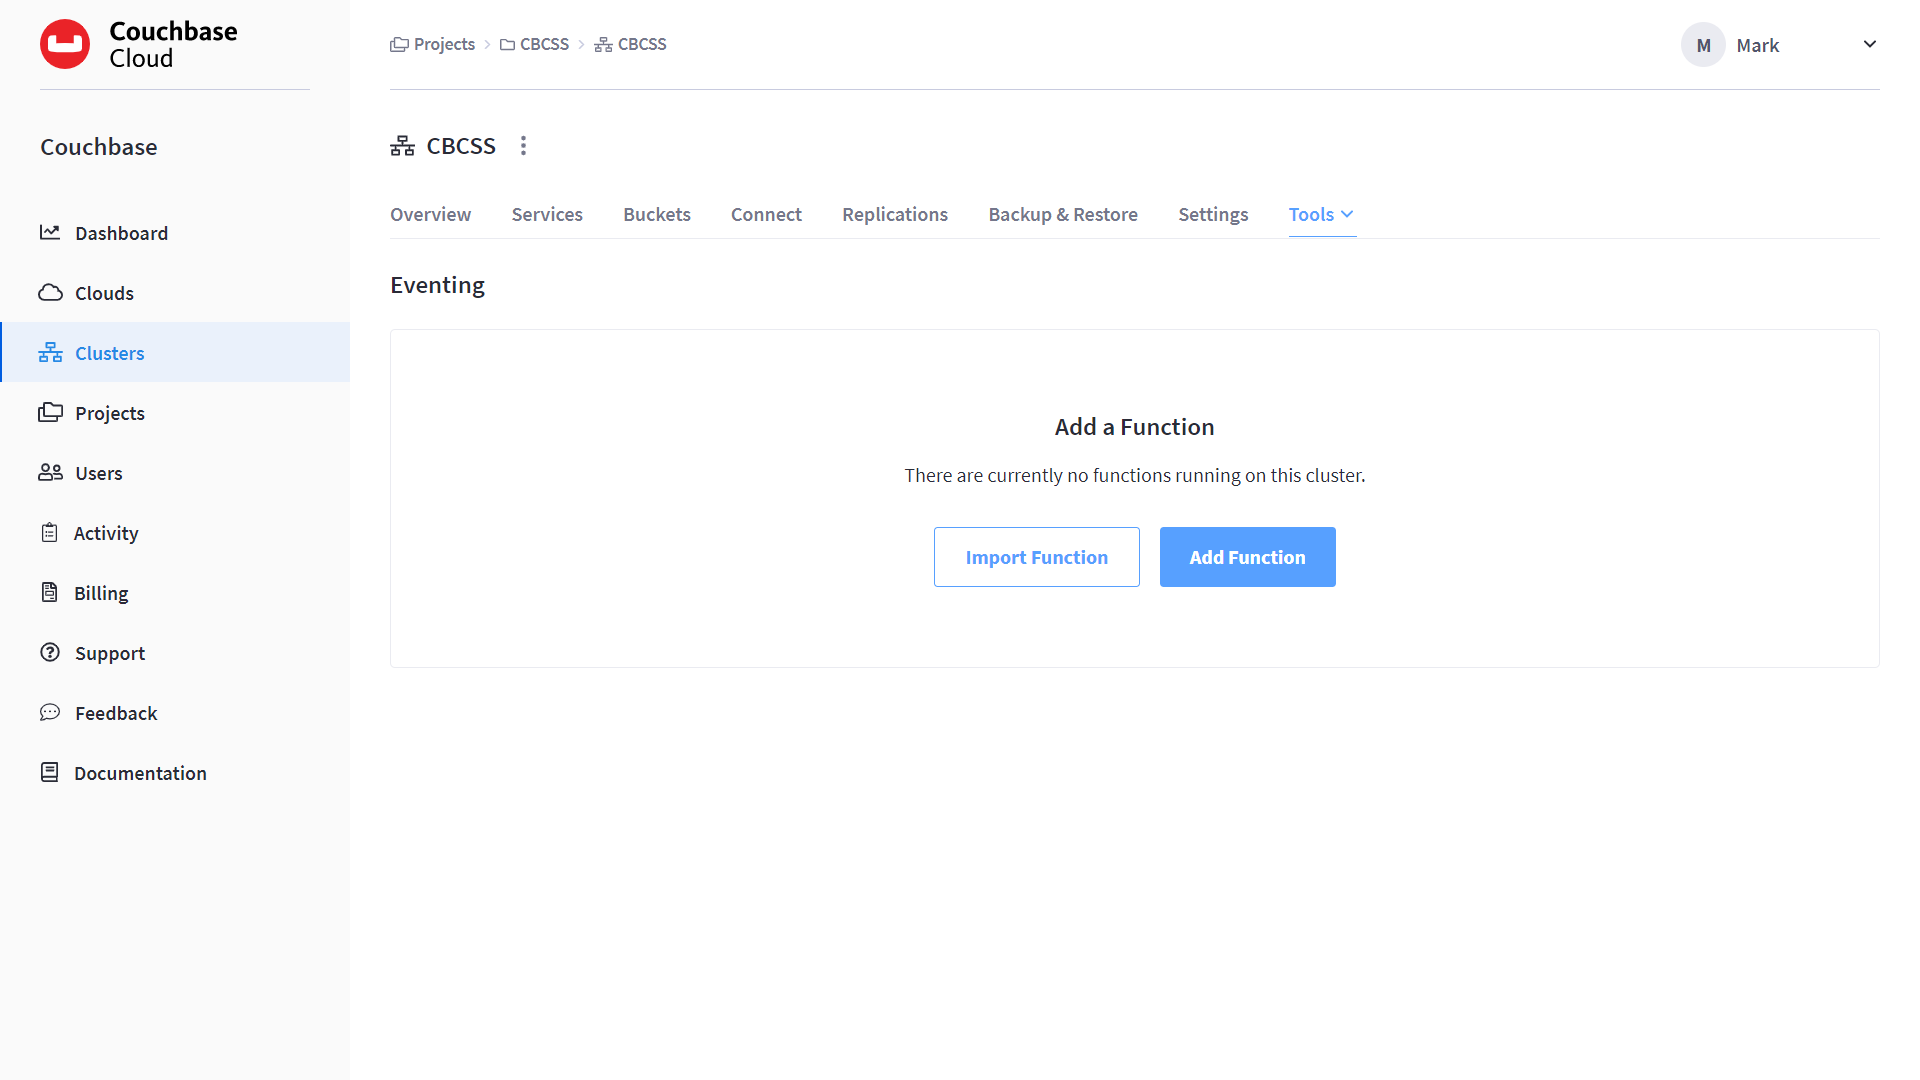 Couchbase
Cloud
Projects
CBCSS
CBCSS
M
Mark
Couchbase
Dashboard
Clouds
Clusters
Projects
Users
Activity
Billing
Support
Feedback
Documentation
CBCSS
Overview
Services
Buckets
Connect
Replications
Backup & Restore
Settings
Tools
Eventing
Add a Function
There are currently no functions running on this cluster.
Import Function
Add Function